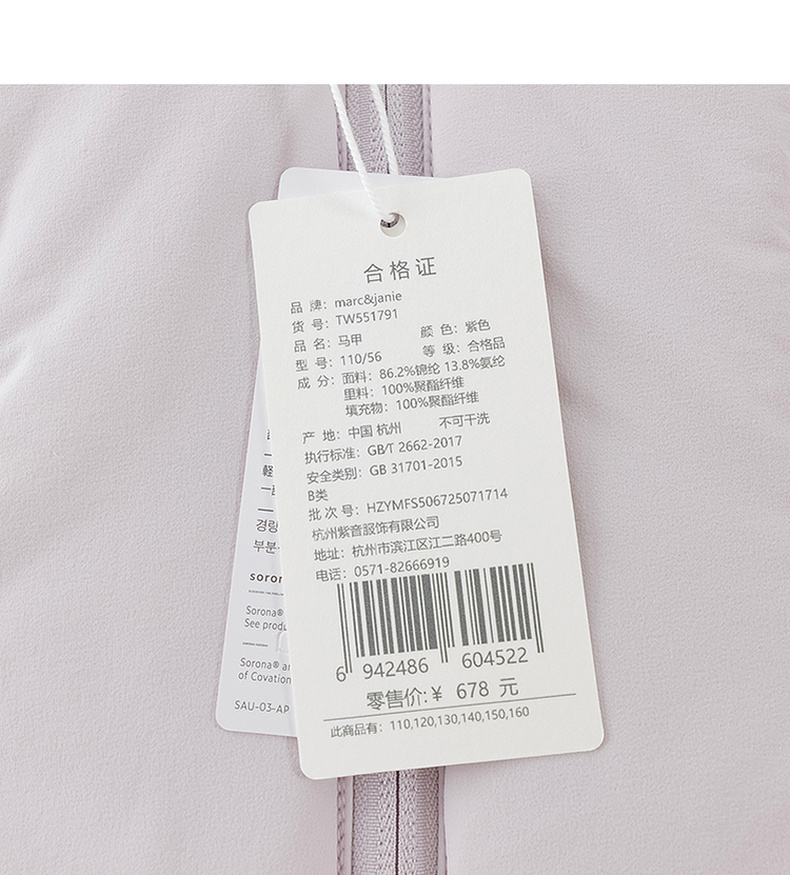 合格证
品 牌：marc&janie
货 号：TW551791
品 名：马甲 颜 色：紫色
型 号：110/56 等 级：合格品
成 分：面料：86.2%锦纶 13.8%氨纶
里料：100%聚酯纤维
填充物：100%聚酯纤维
产 地：中国 杭州 不可干洗
执行标准：GB/T 2662-2017
安全类别：GB 31701-2015
B类
批 次 号：HZYMFS506725071714
杭州紫音服饰有限公司
地址：杭州市滨江区江二路400号
电话：0571-82666919
6 942486 604522
零售价:¥ 678 元
此商品有：110,120,130,140,150,160
경량
부분
soron
Sorona®
See produ
Sorona® an
of Covation
SAU-03-AP